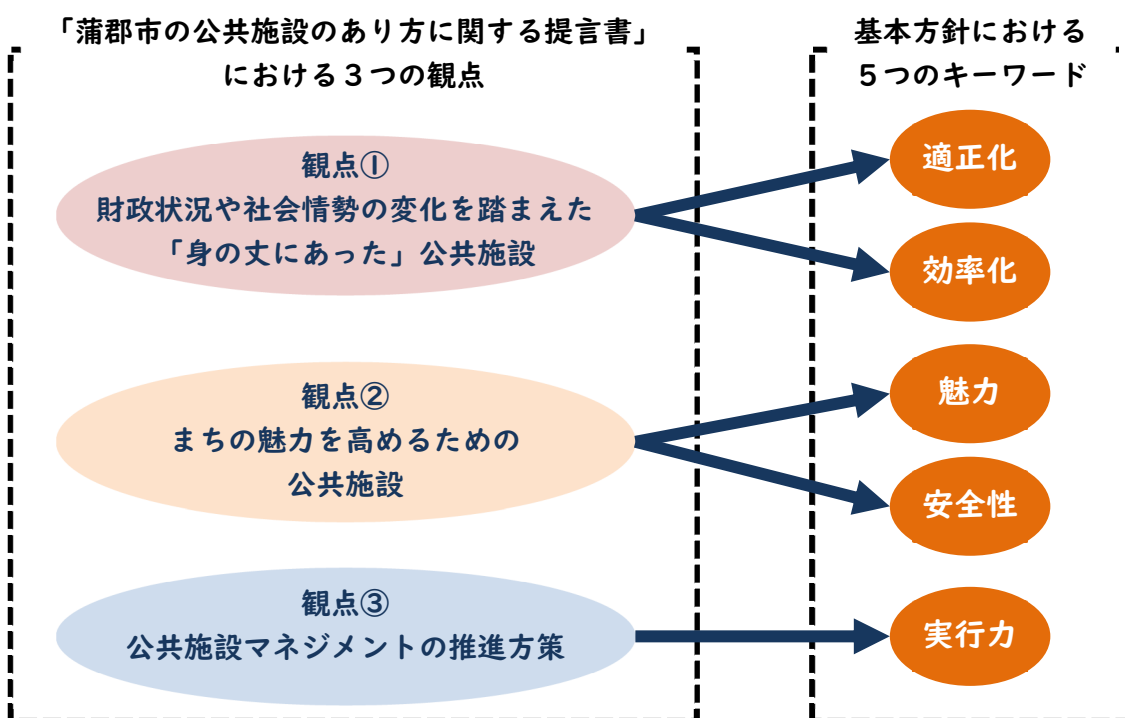 「蒲郡市の公共施設のあり方に関する提言書」
における３つの観点
基本方針における
５つのキーワード
観点①
財政状況や社会情勢の変化を踏まえた
「身の丈にあった」公共施設
適正化
効率化
観点②
まちの魅力を高めるための
公共施設
魅力
安全性
観点③
公共施設マネジメントの推進方策
実行力